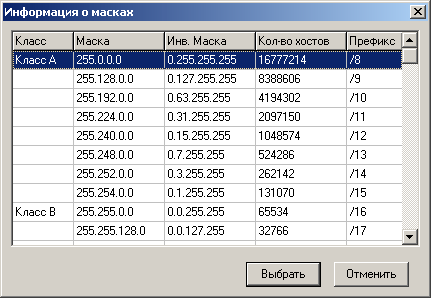 Информация о масках
Класс Маска Инв. Маска Кол-во хостов Префикс
Класс A 255.0.0.0 0.255.255.255 16777214 /8
255.128.0.0 0.127.255.255 8388606 /9
255.192.0.0 0.63.255.255 4194302 /10
255.224.0.0 0.31.255.255 2097150 /11
255.240.0.0 0.15.255.255 1048574 /12
255.248.0.0 0.7.255.255 524286 /13
255.252.0.0 0.3.255.255 262142 /14
255.254.0.0 0.1.255.255 131070 /15
Класс B 255.255.0.0 0.0.255.255 65534 /16
255.255.128.0 0.0.127.255 32766 /17
Выбрать Отменить